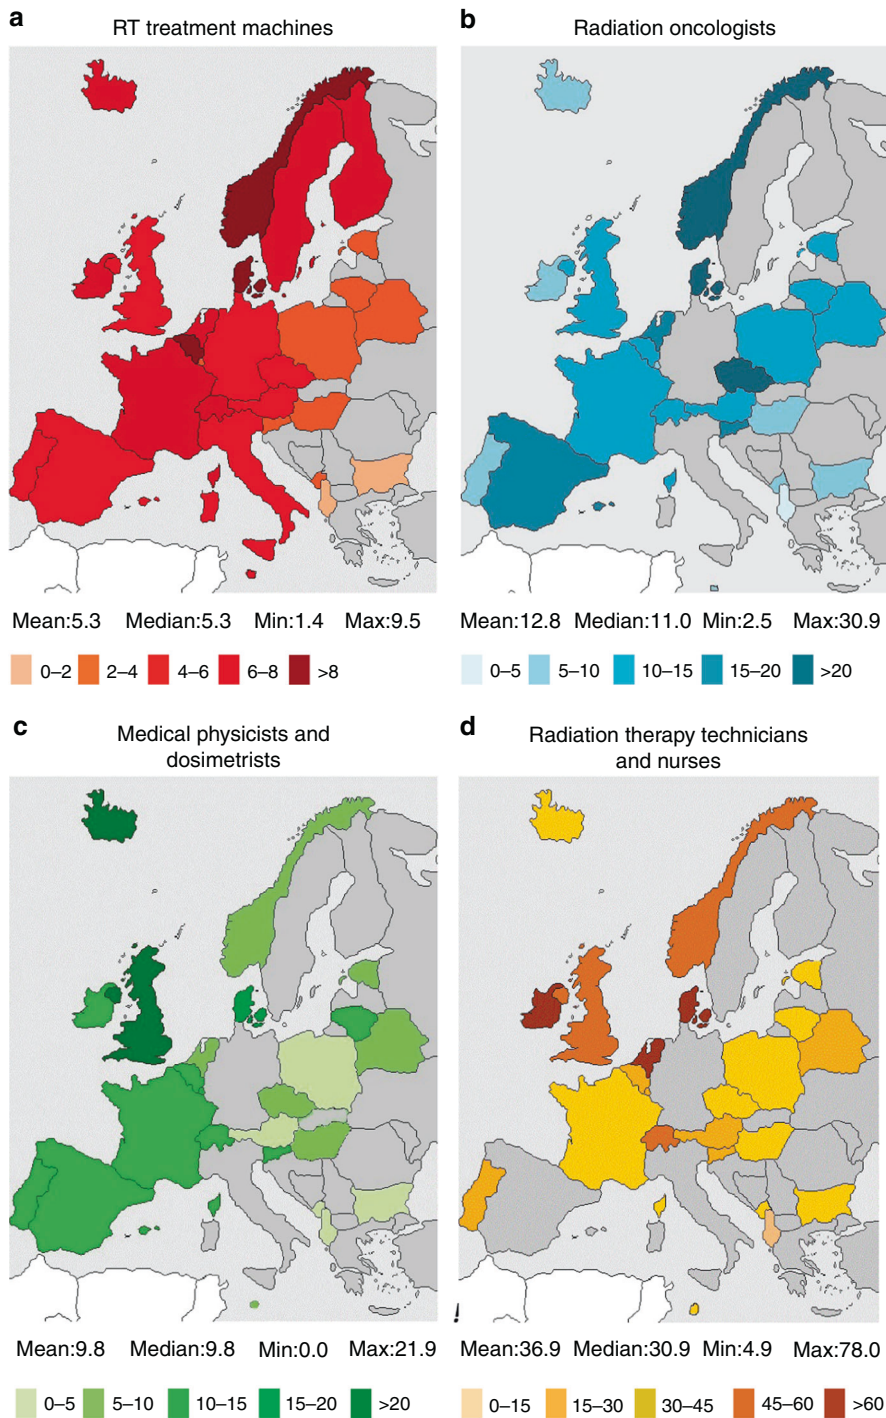 a
RT treatment machines
Mean:5.3 Median:5.3 Min:1.4 Max:9.5
0–2 2–4 4–6 6–8 >8
b
Radiation oncologists
Mean:12.8 Median:11.0 Min:2.5 Max:30.9
0–5 5–10 10–15 15–20 >20
c
Medical physicists and
dosimetrists
Mean:9.8 Median:9.8 Min:0.0 Max:21.9
0–5 5–10 10–15 15–20 >20
d
Radiation therapy technicians
and nurses
Mean:36.9 Median:30.9 Min:4.9 Max:78.0
0–15 15–30 30–45 45–60 >60